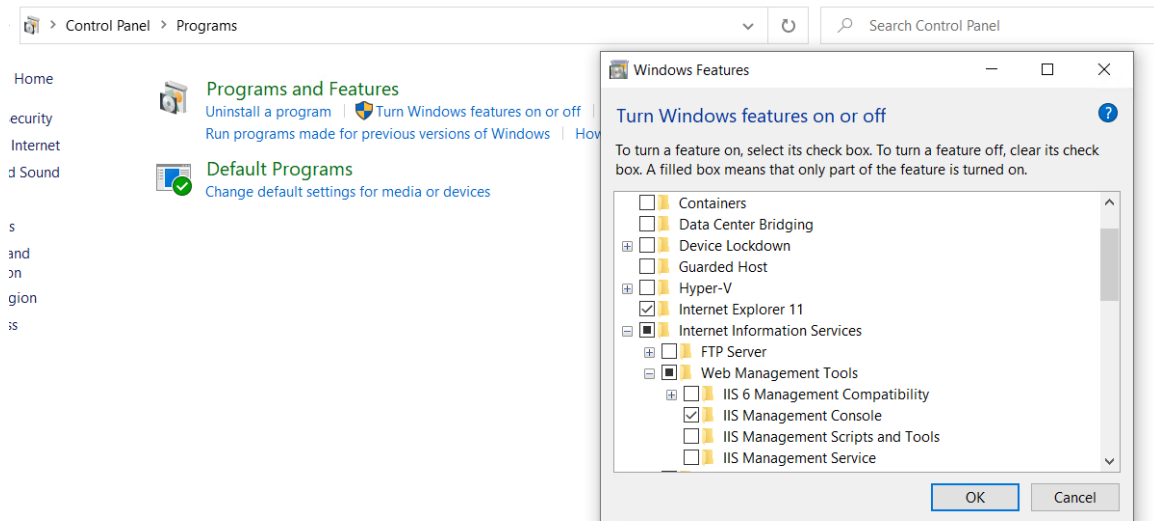 Control Panel > Programs
Search Control Panel
Home
ecurity
Internet
d Sound
s
and
on
gion
ss
Programs and Features
Uninstall a program | Turn Windows features on or off
Run programs made for previous versions of Windows | How
Default Programs
Change default settings for media or devices
Windows Features
Turn Windows features on or off
To turn a feature on, select its check box. To turn a feature off, clear its check
box. A filled box means that only part of the feature is turned on.
Containers
Data Center Bridging
Device Lockdown
Guarded Host
Hyper-V
Internet Explorer 11
Internet Information Services
FTP Server
Web Management Tools
IIS 6 Management Compatibility
IIS Management Console
IIS Management Scripts and Tools
IIS Management Service
OK
Cancel